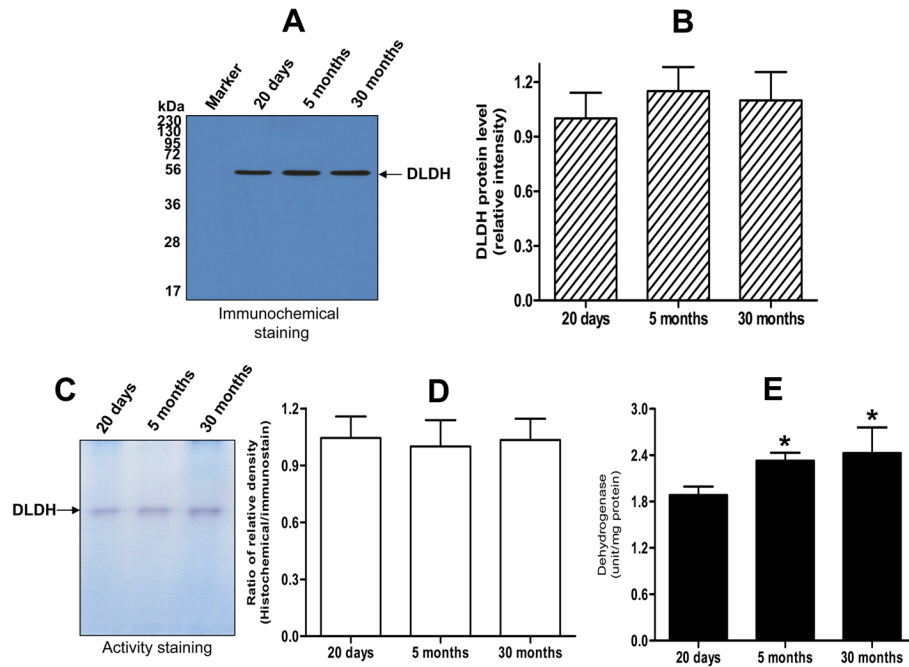 A
Marker
20 days
5 months
30 months
kDa
230
130
95
72
56
36
28
17
DLDH
Immunochemical
staining
B
DLDH protein level
(relative intensity)
1.2
0.9
0.6
0.3
0.0
20 days
5 months
30 months
C
20 days
5 months
30 months
DLDH
Activity staining
D
Ratio of relative density
(Histochemical/immunostain)
1.2
0.9
0.6
0.3
0.0
20 days
5 months
30 months
E
Dehydrogenase
(unit/mg protein)
3.0
2.4
1.8
1.2
0.6
0.0
*
*
20 days
5 months
30 months